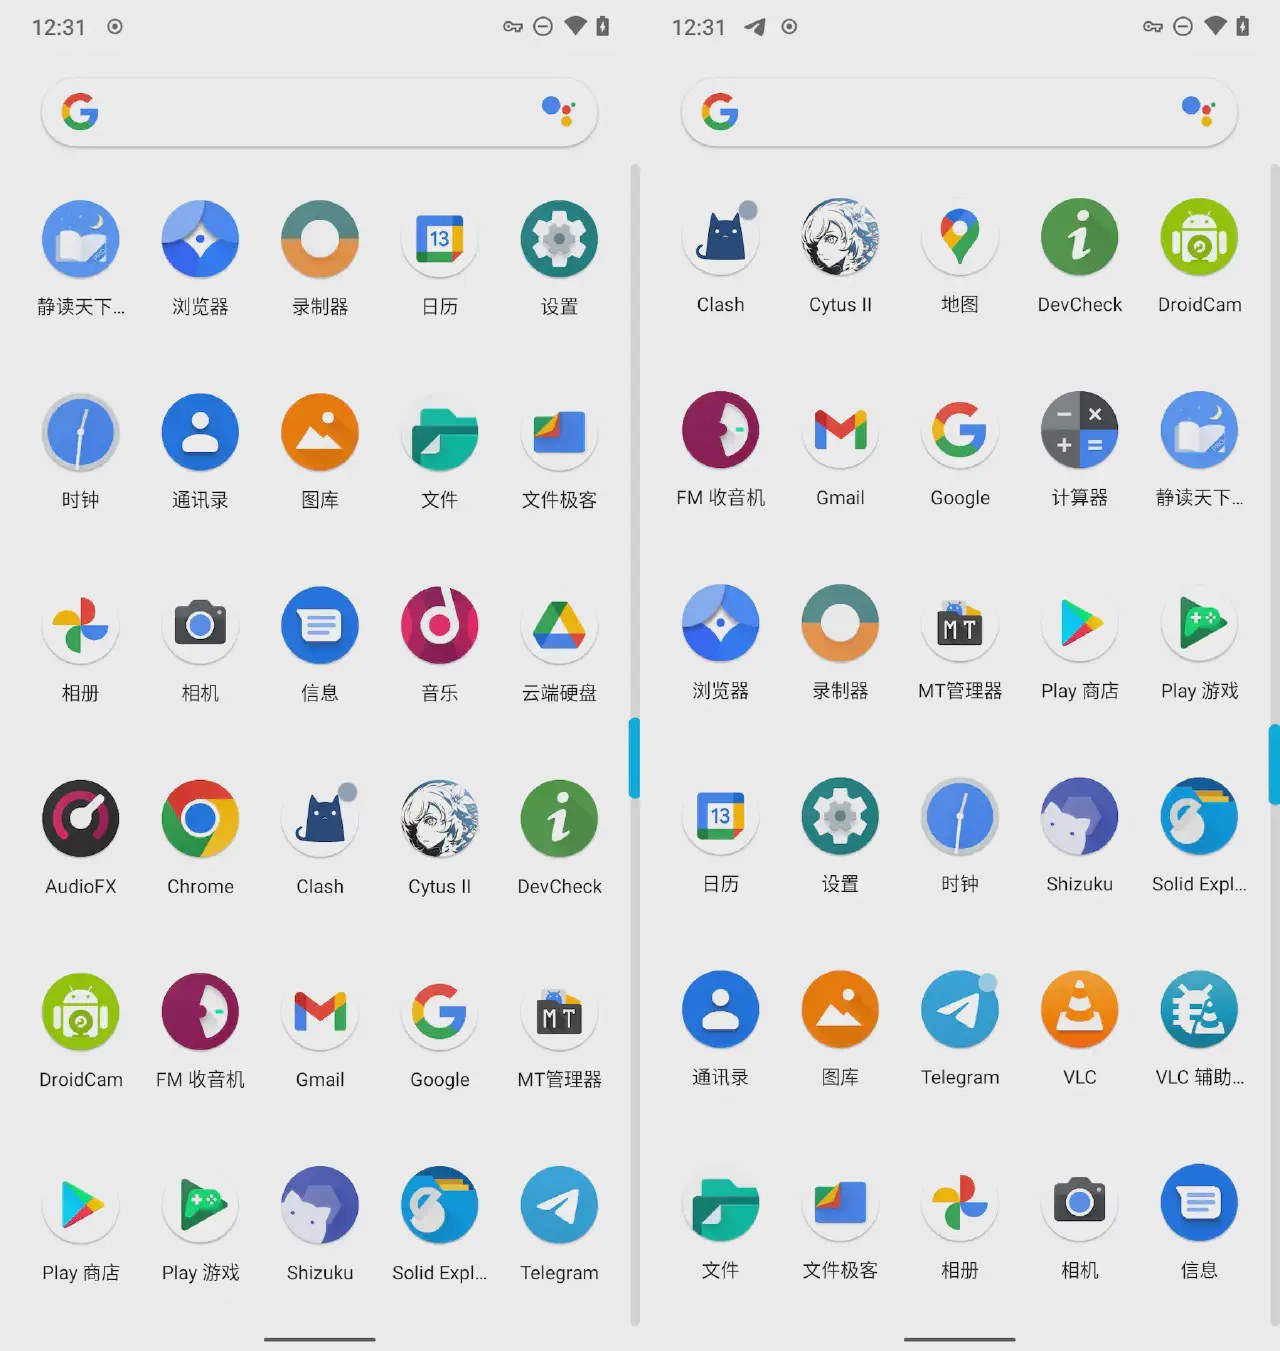 12:31
静读天下... 浏览器 录制器 日历 设置
时钟 通讯录 图库 文件 文件极客
相册 相机 信息 音乐 云端硬盘
AudioFX Chrome Clash Cytus II DevCheck
DroidCam FM 收音机 Gmail Google MT管理器
Play 商店 Play 游戏 Shizuku Solid Expl... Telegram
12:31
Clash Cytus II 地图 DevCheck DroidCam
FM 收音机 Gmail Google 计算器 静读天下...
浏览器 录制器 MT管理器 Play 商店 Play 游戏
日历 设置 时钟 Shizuku Solid Expl...
通讯录 图库 Telegram VLC VLC 辅助...
文件 文件极客 相册 相机 信息